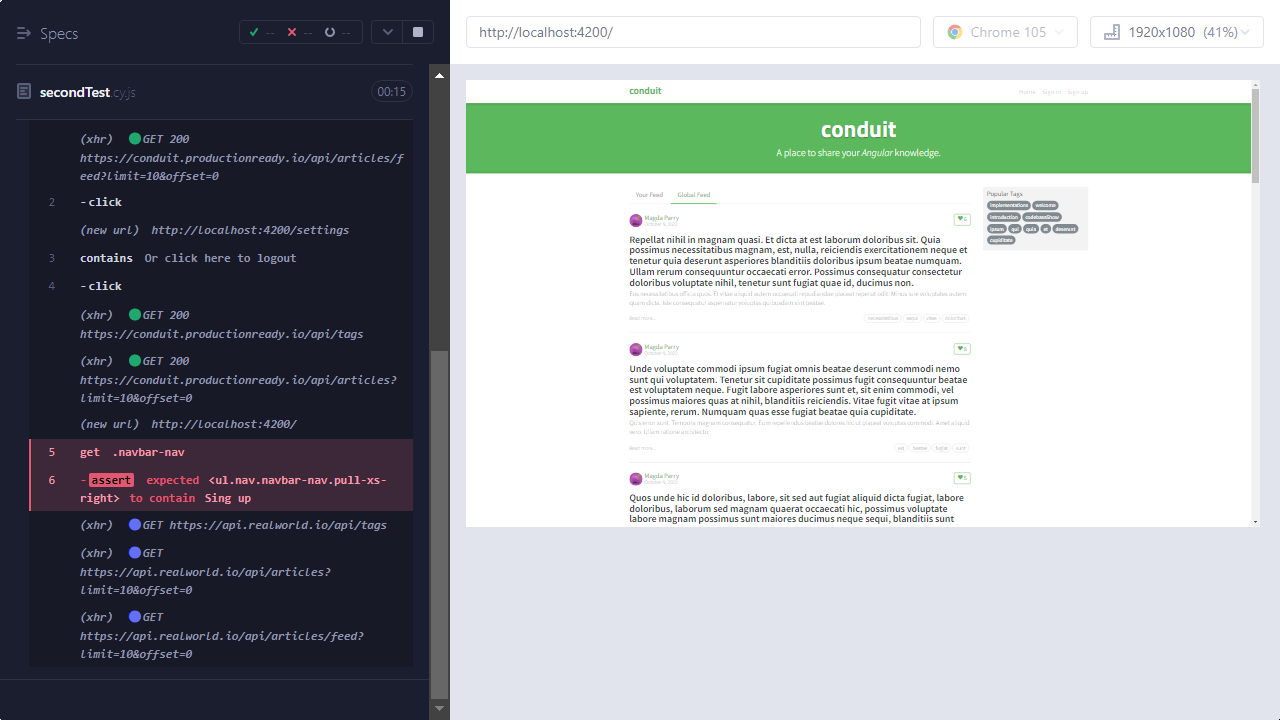 Specs
-- -- --
secondTest.cy.js
00:15
(xhr) GET 200
https://conduit.productionready.io/api/articles/f
eed?limit=10&offset=0
2 -click
(new url) http://localhost:4200/settings
3 contains Or click here to logout
4 -click
(xhr) GET 200
https://conduit.productionready.io/api/tags
(xhr) GET 200
https://conduit.productionready.io/api/articles?
limit=10&offset=0
(new url) http://localhost:4200/
5 get .navbar-nav
6 -assert expected <ul.nav.navbar-nav.pull-xs-
right> to contain Sing up
(xhr) GET https://api.realworld.io/api/tags
(xhr) GET
https://api.realworld.io/api/articles?
limit=10&offset=0
(xhr) GET
https://api.realworld.io/api/articles/feed?
limit=10&offset=0
http://localhost:4200/
Chrome 105
1920x1080 (41%)
conduit
Home Sign in Sign up
conduit
A place to share your Angular knowledge.
Your Feed Global Feed
Magda Parry
Repellat nihil in magnam quasi. Et dicta at est laborum doloribus sit. Quia
possimus necessitatibus magnam, est, nulla, reiciendis exercitationem neque et
tenetur quia deserunt asperiores blanditiis doloribus ipsum beatae numquam.
Ullam rerum consequuntur occaecati error. Possimus consequatur consectetur
doloribus voluptate nihil, tenetur sunt fugiat quae id, ducimus non.
Read more...
Magda Parry
Unde voluptate commodi ipsum fugiat omnis beatae deserunt commodi nemo
sunt qui voluptatem. Tenetur sit cupiditate possimus fugit consequuntur beatae
est voluptatem neque. Fugit labore asperiores sunt et, sit enim commodi, vel
possimus maiores quas at nihil, blanditiis reiciendis. Vitae fugit vitae at ipsum
sapiente, rerum. Numquam quas esse fugiat beatae quia cupiditate.
Read more...
Magda Parry
Quos unde hic id doloribus, labore, sit sed aut fugiat aliquid dicta fugiat, labore
doloribus, laborum sed magnam quaerat occaecati hic, possimus voluptate
labore magnam possimus sunt maiores ducimus neque sequi, blanditiis sunt
Popular Tags
implementations welcome
introduction codebaseShow
ipsum qui quia et deserunt
cupiditate